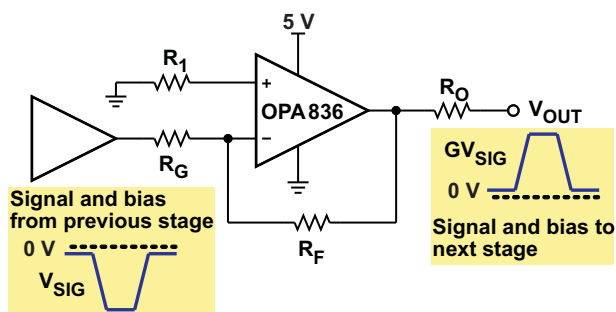 5 V
R1
+
OPA836
−
RG
RO
VOUT
RF
Signal and bias
from previous stage
0 V
VSIG
GVSIG
0 V
Signal and bias to
next stage